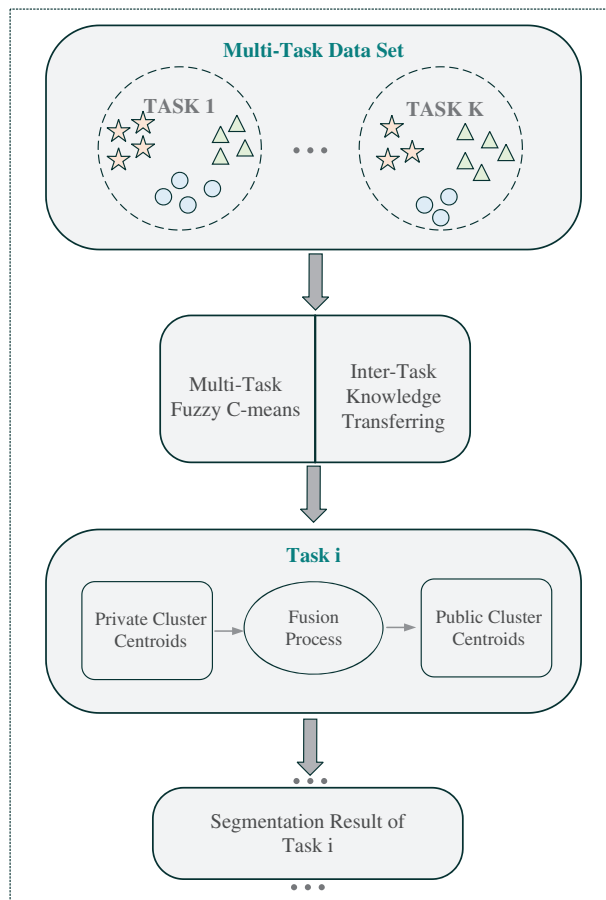 Multi-Task Data Set
TASK 1
TASK K
Multi-Task
Fuzzy C-means
Inter-Task
Knowledge
Transferring
Task i
Private Cluster
Centroids
Fusion
Process
Public Cluster
Centroids
Segmentation Result of
Task i